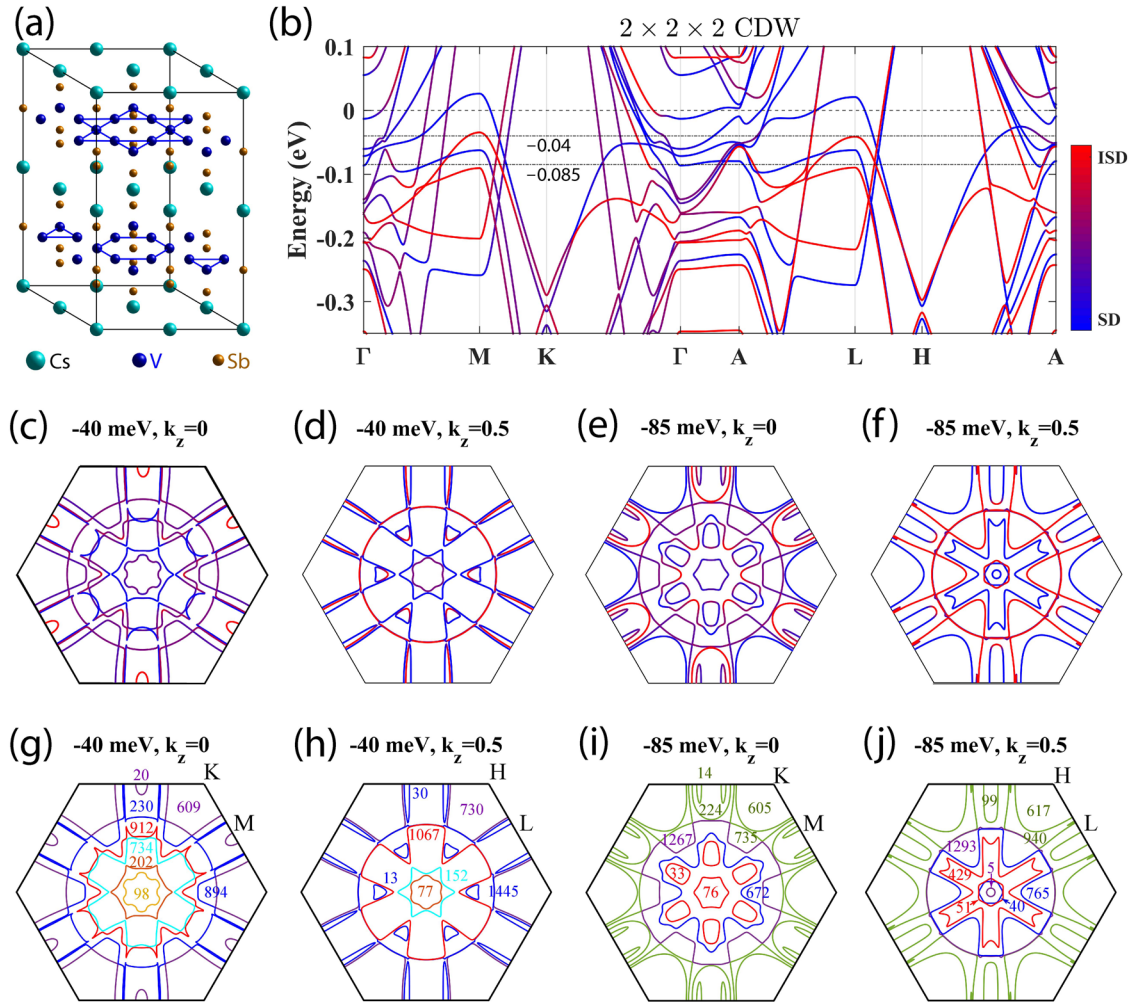 (a)
Cs
V
Sb
(b)
2 × 2 × 2 CDW
Energy (eV)
0.1
0
-0.1
-0.2
-0.3
−0.04
−0.085
Γ M K Γ A L H A
ISD
SD
(c)
-40 meV, k_z=0
(d)
-40 meV, k_z=0.5
(e)
-85 meV, k_z=0
(f)
-85 meV, k_z=0.5
(g)
-40 meV, k_z=0
K
M
20
230
609
912
734
202
98
894
(h)
-40 meV, k_z=0.5
H
L
30
730
1067
13
152
77
1445
(i)
-85 meV, k_z=0
K
M
14
224
605
1267
735
33
76
672
(j)
-85 meV, k_z=0.5
H
L
99
617
940
1293
5
429
765
51
40